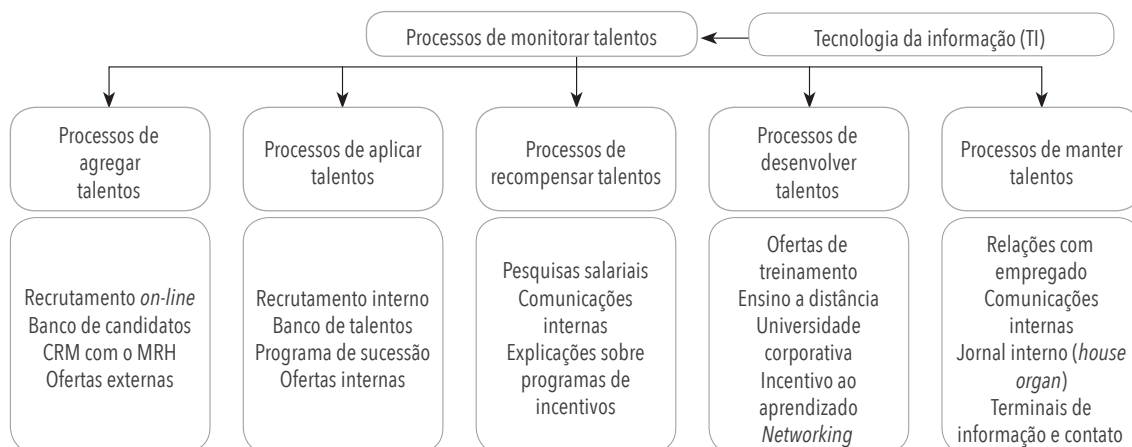 Processos de monitorar talentos
Tecnologia da informação (TI)
Processos de
agregar
talentos
Processos de aplicar
talentos
Processos de
recompensar talentos
Processos de
desenvolver
talentos
Processos de manter
talentos
Recrutamento on-line
Banco de candidatos
CRM com o MRH
Ofertas externas
Recrutamento interno
Banco de talentos
Programa de sucessão
Ofertas internas
Pesquisas salariais
Comunicações
internas
Explicações sobre
programas de
incentivos
Ofertas de
treinamento
Ensino a distância
Universidade
corporativa
Incentivo ao
aprendizado
Networking
Relações com
empregado
Comunicações
internas
Jornal interno (house
organ)
Terminais de
informação e contato